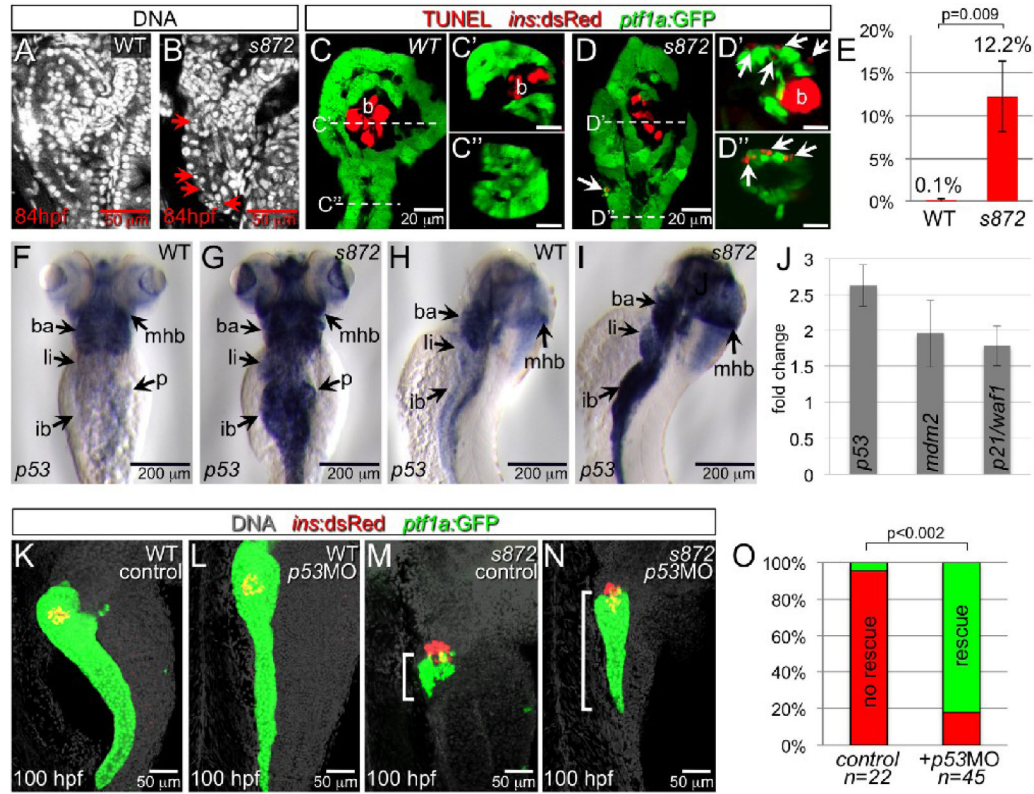 DNA
A
WT
84hpf
50 µm
B
s872
84hpf
50 µm
TUNEL ins:dsRed ptf1a:GFP
C
WT
b
C'
C''
20 µm
C'
b
C''
D
s872
D'
D''
20 µm
D'
b
D''
E
p=0.009
20%
15%
10%
5%
0%
0.1%
12.2%
WT
s872
F
WT
ba
mhb
li
p
ib
p53
200 µm
G
s872
ba
mhb
li
p
ib
p53
200 µm
H
WT
ba
li
mhb
ib
p53
200 µm
I
s872
J
ba
li
mhb
ib
p53
200 µm
J
fold change
3
2.5
2
1.5
1
0.5
0
p53
mdm2
p21/waf1
DNA ins:dsRed ptf1a:GFP
K
WT
control
100 hpf
50 µm
L
WT
p53MO
50 µm
M
s872
control
100 hpf
50 µm
N
s872
p53MO
100 hpf
50 µm
O
p<0.002
100%
80%
60%
40%
20%
0%
no rescue
rescue
control
n=22
+p53MO
n=45